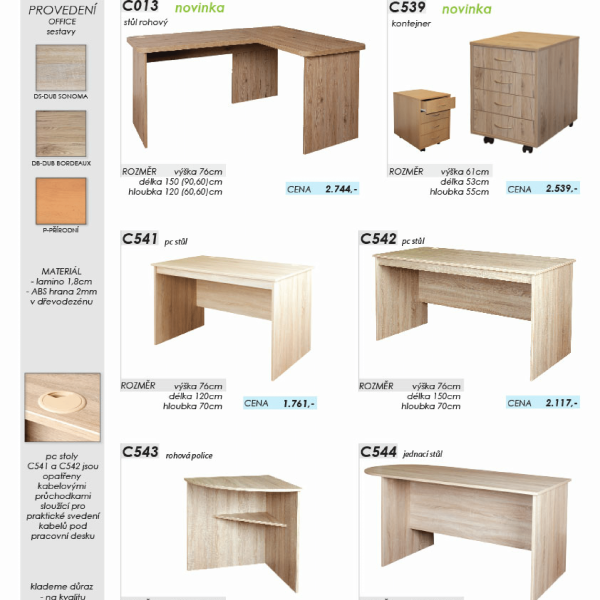 PROVEDENÍ
OFFICE
sestavy
DS-DUB SONOMA
DB-DUB BORDEAUX
P-PŘÍRODNÍ
MATERIÁL
- lamino 1,8cm
- ABS hrana 2mm
v dřevodezénu
pc stoly
C541 a C542 jsou
opatřeny
kabelovými
průchodkami
sloužící pro
praktické svedení
kabelů pod
pracovní desku
klademe důraz
- na kvalitu
C013 novinka
stůl rohový
ROZMĚR výška 76cm
délka 150 (90,60)cm
hloubka 120 (60,60)cm
CENA 2.744,-
C539 novinka
kontejner
ROZMĚR výška 61cm
délka 53cm
hloubka 55cm
CENA 2.539,-
C541 pc stůl
ROZMĚR výška 76cm
délka 120cm
hloubka 70cm
CENA 1.761,-
C542 pc stůl
ROZMĚR výška 76cm
délka 150cm
hloubka 70cm
CENA 2.117,-
C543 rohová police
C544 jednací stůl